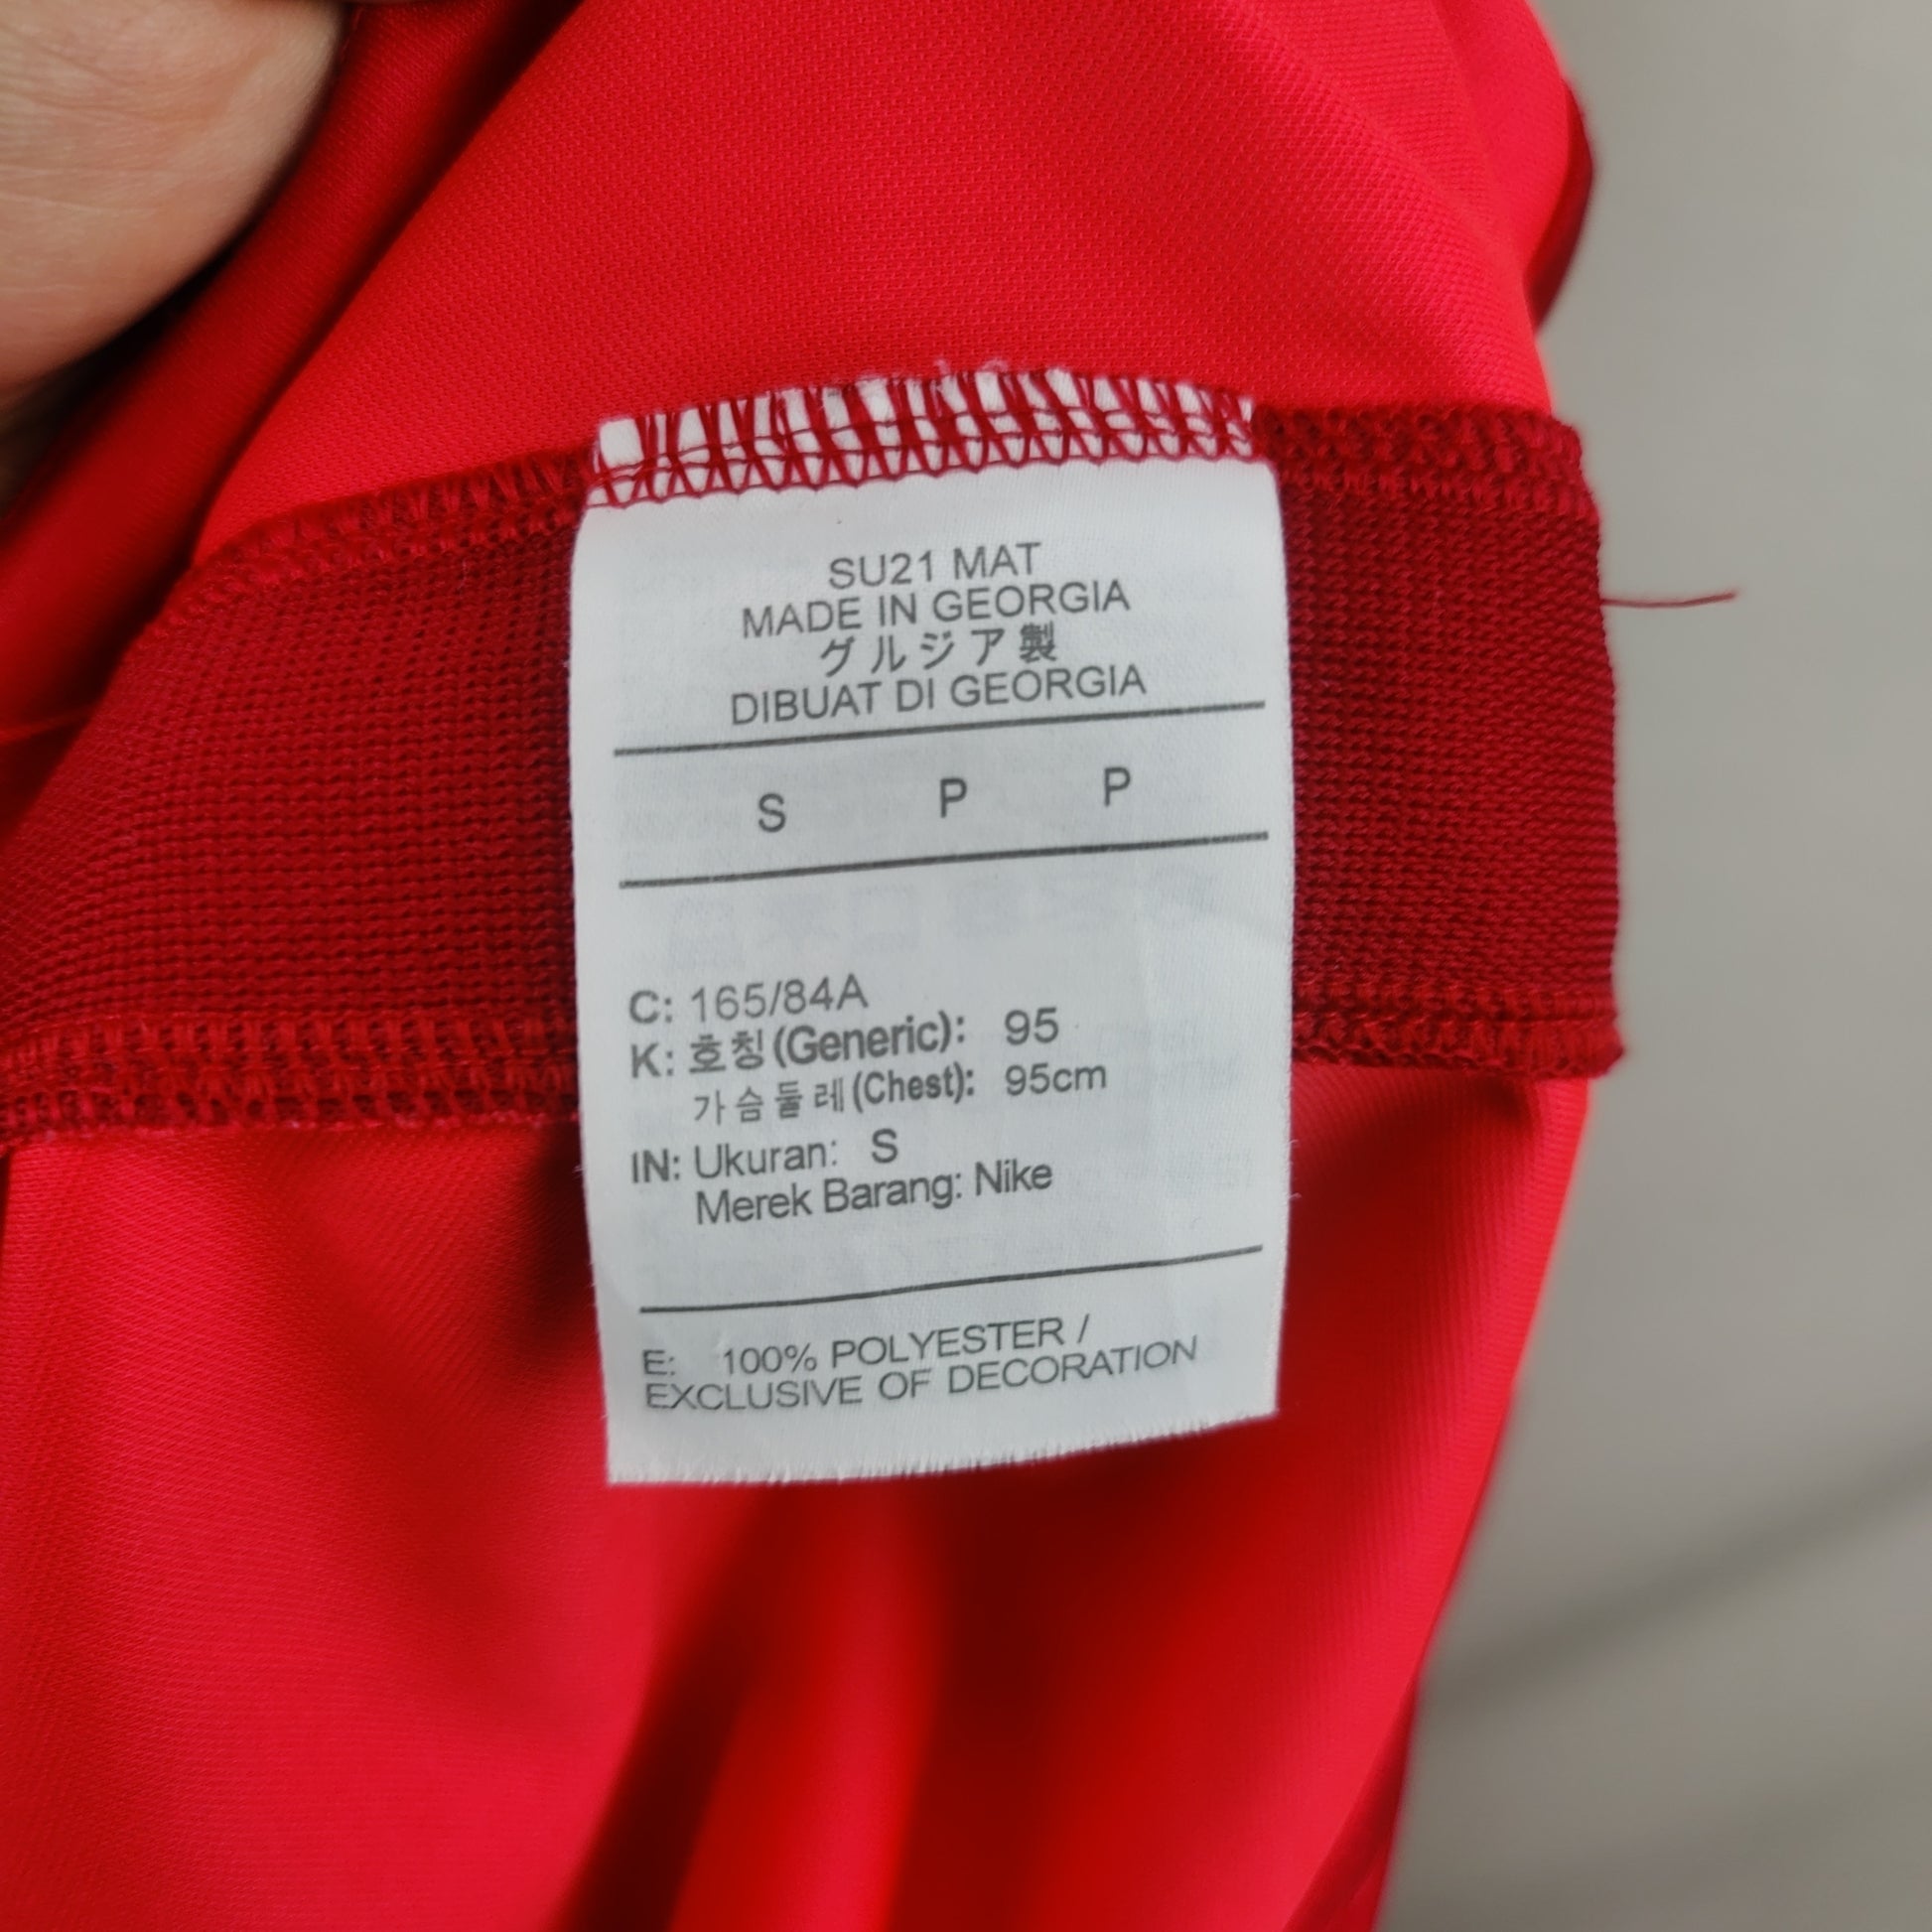 SU21 MAT
MADE IN GEORGIA
グルジア製
DIBUAT DI GEORGIA
S P P
C: 165/84A
K: 호칭(Generic): 95
가슴둘레(Chest): 95cm
IN: Ukuran: S
Merek Barang: Nike
E: 100% POLYESTER /
EXCLUSIVE OF DECORATION